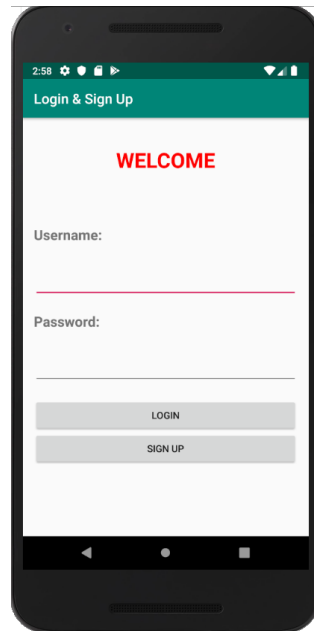 2:58
Login & Sign Up
WELCOME
Username:
Password:
LOGIN
SIGN UP